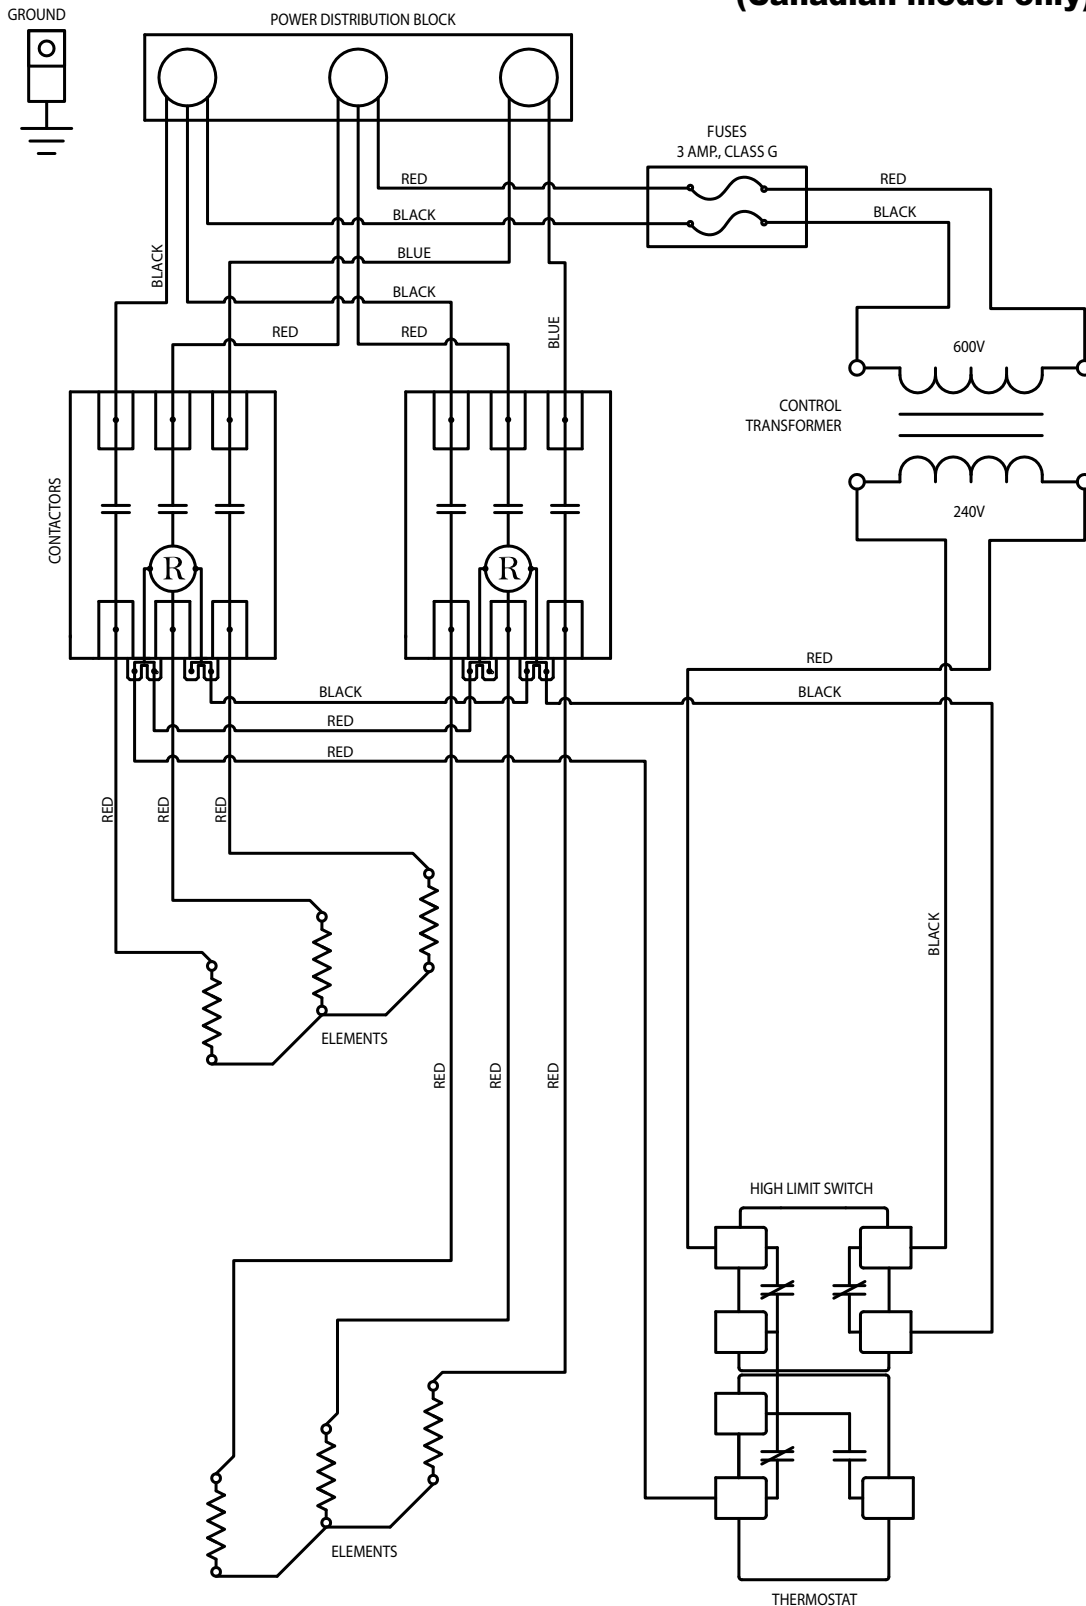 (Canadian model only)
GROUND
POWER DISTRIBUTION BLOCK
FUSES
3 AMP., CLASS G
RED
RED
BLACK
BLACK
BLUE
BLACK
BLACK
RED
RED
BLUE
600V
CONTROL
TRANSFORMER
240V
CONTACTORS
R
R
RED
BLACK
BLACK
RED
RED
RED
RED
RED
BLACK
ELEMENTS
RED
RED
RED
HIGH LIMIT SWITCH
ELEMENTS
THERMOSTAT